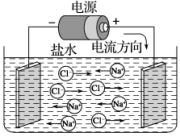 电源
− +
盐水 电流方向
Cl⁻ Na⁺
Cl⁻ Cl⁻ Na⁺
Na⁺ Cl⁻
Na⁺ Cl⁻ Na⁺